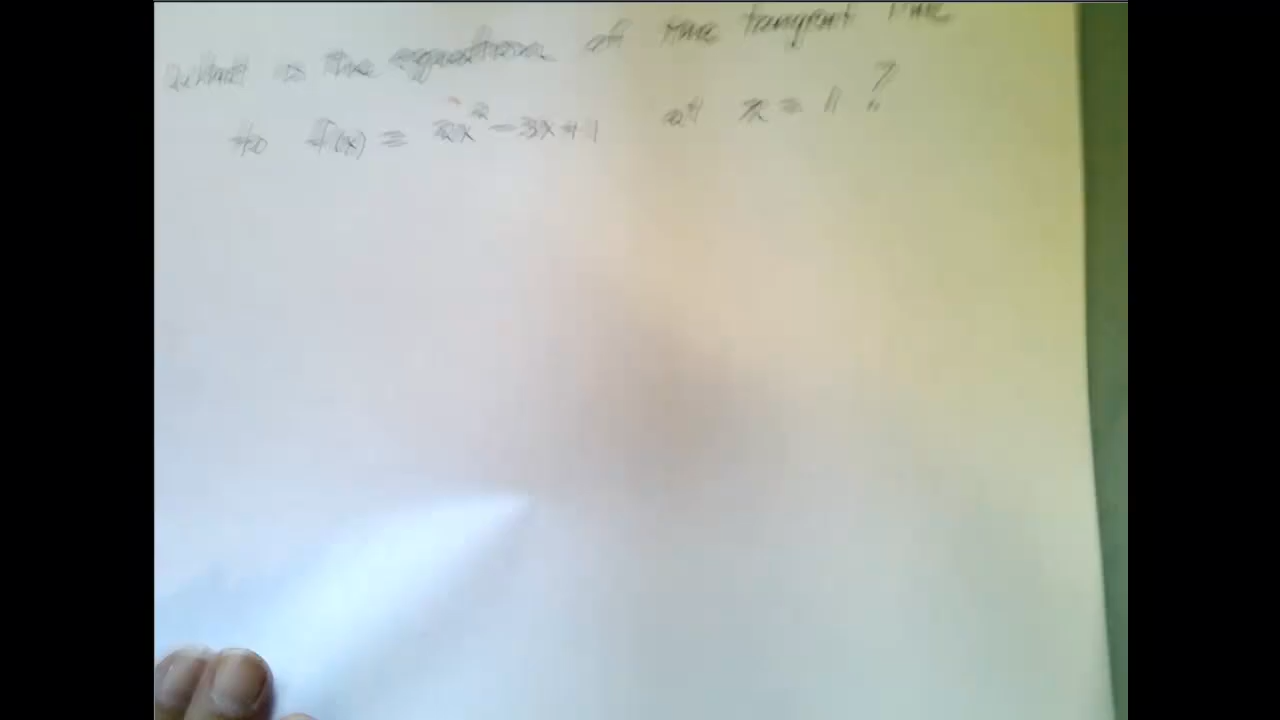 what is the equation of the tangent line
to f(x) = 2x² - 3x + 1 at x = 1 ?